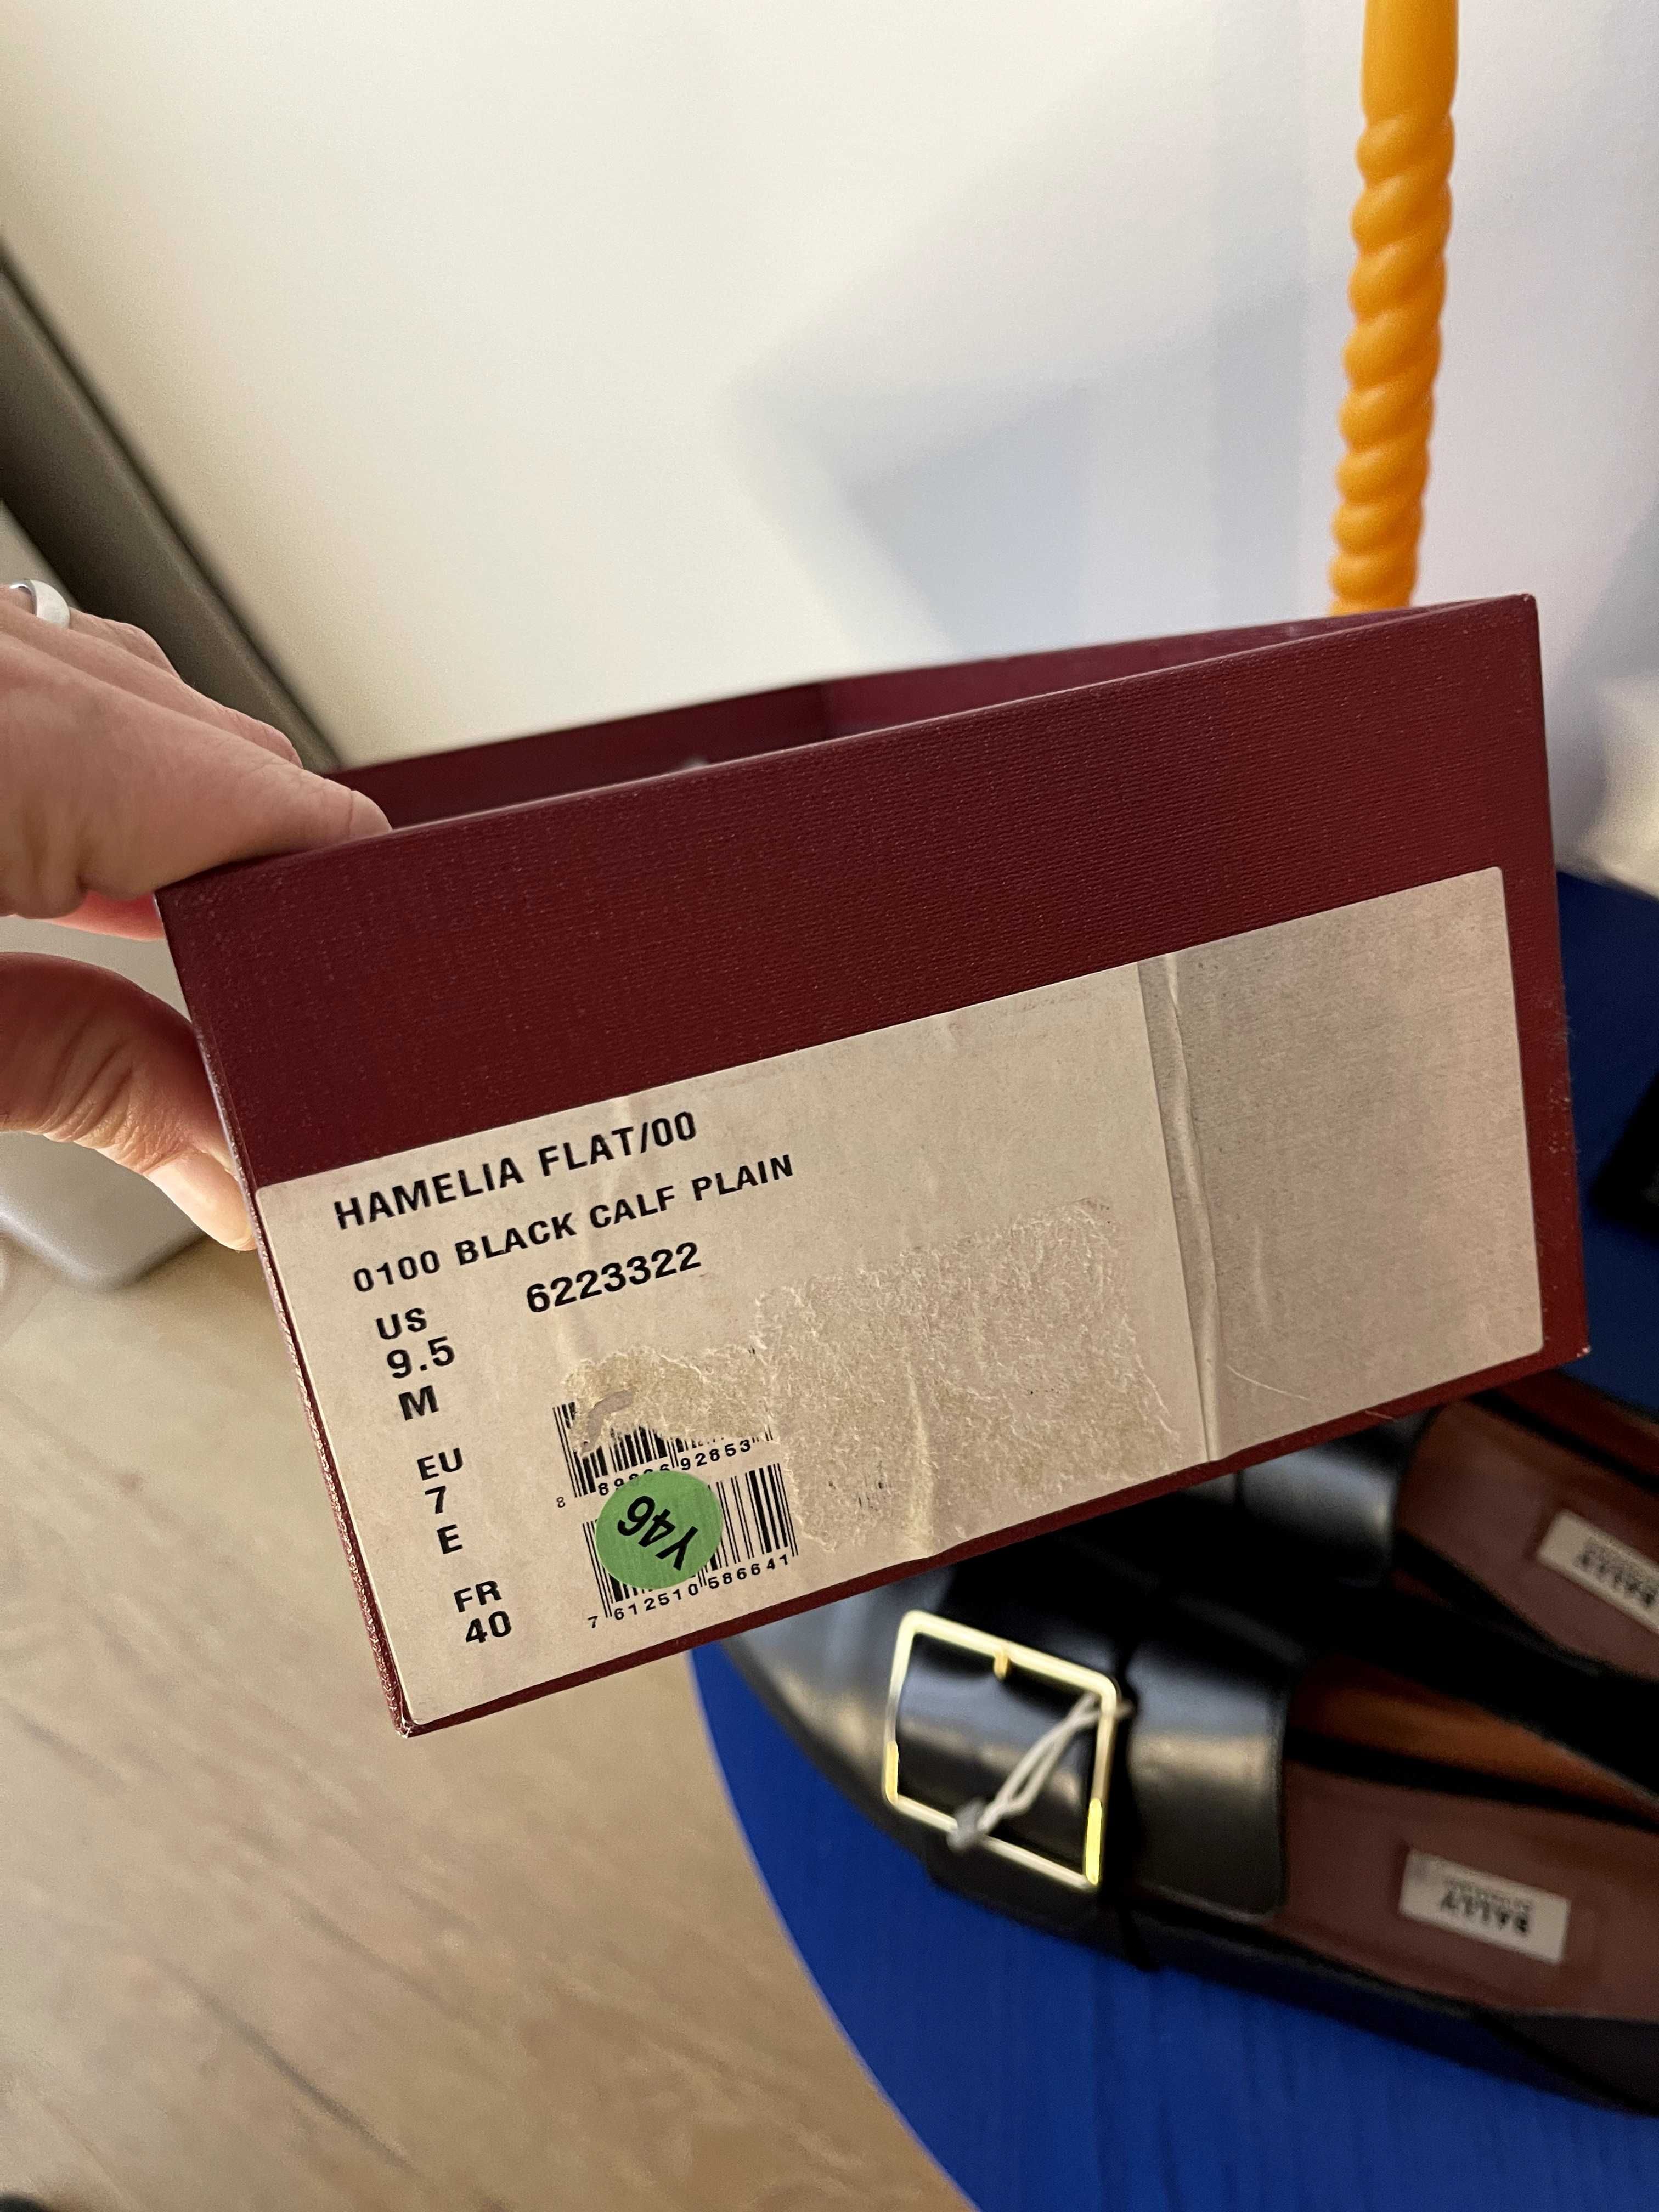 HAMELIA FLAT/00
0100 BLACK CALF PLAIN
US 6223322
9.5
M
EU
7
E
FR
40
92853
Y46
7 612510 586641
BALLY
BALLY